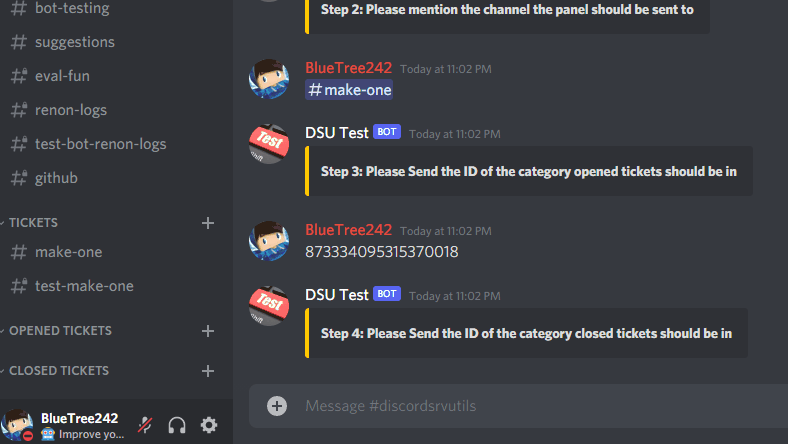 bot-testing
suggestions
eval-fun
renon-logs
test-bot-renon-logs
github
TICKETS
make-one
test-make-one
OPENED TICKETS
CLOSED TICKETS
BlueTree242
Improve yo...
Step 2: Please mention the channel the panel should be sent to
BlueTree242 Today at 11:02 PM
#make-one
Test
DSU Test BOT Today at 11:02 PM
Step 3: Please Send the ID of the category opened tickets should be in
BlueTree242 Today at 11:02 PM
873334095315370018
Test
DSU Test BOT Today at 11:02 PM
Step 4: Please Send the ID of the category closed tickets should be in
Message #discordsrvutils